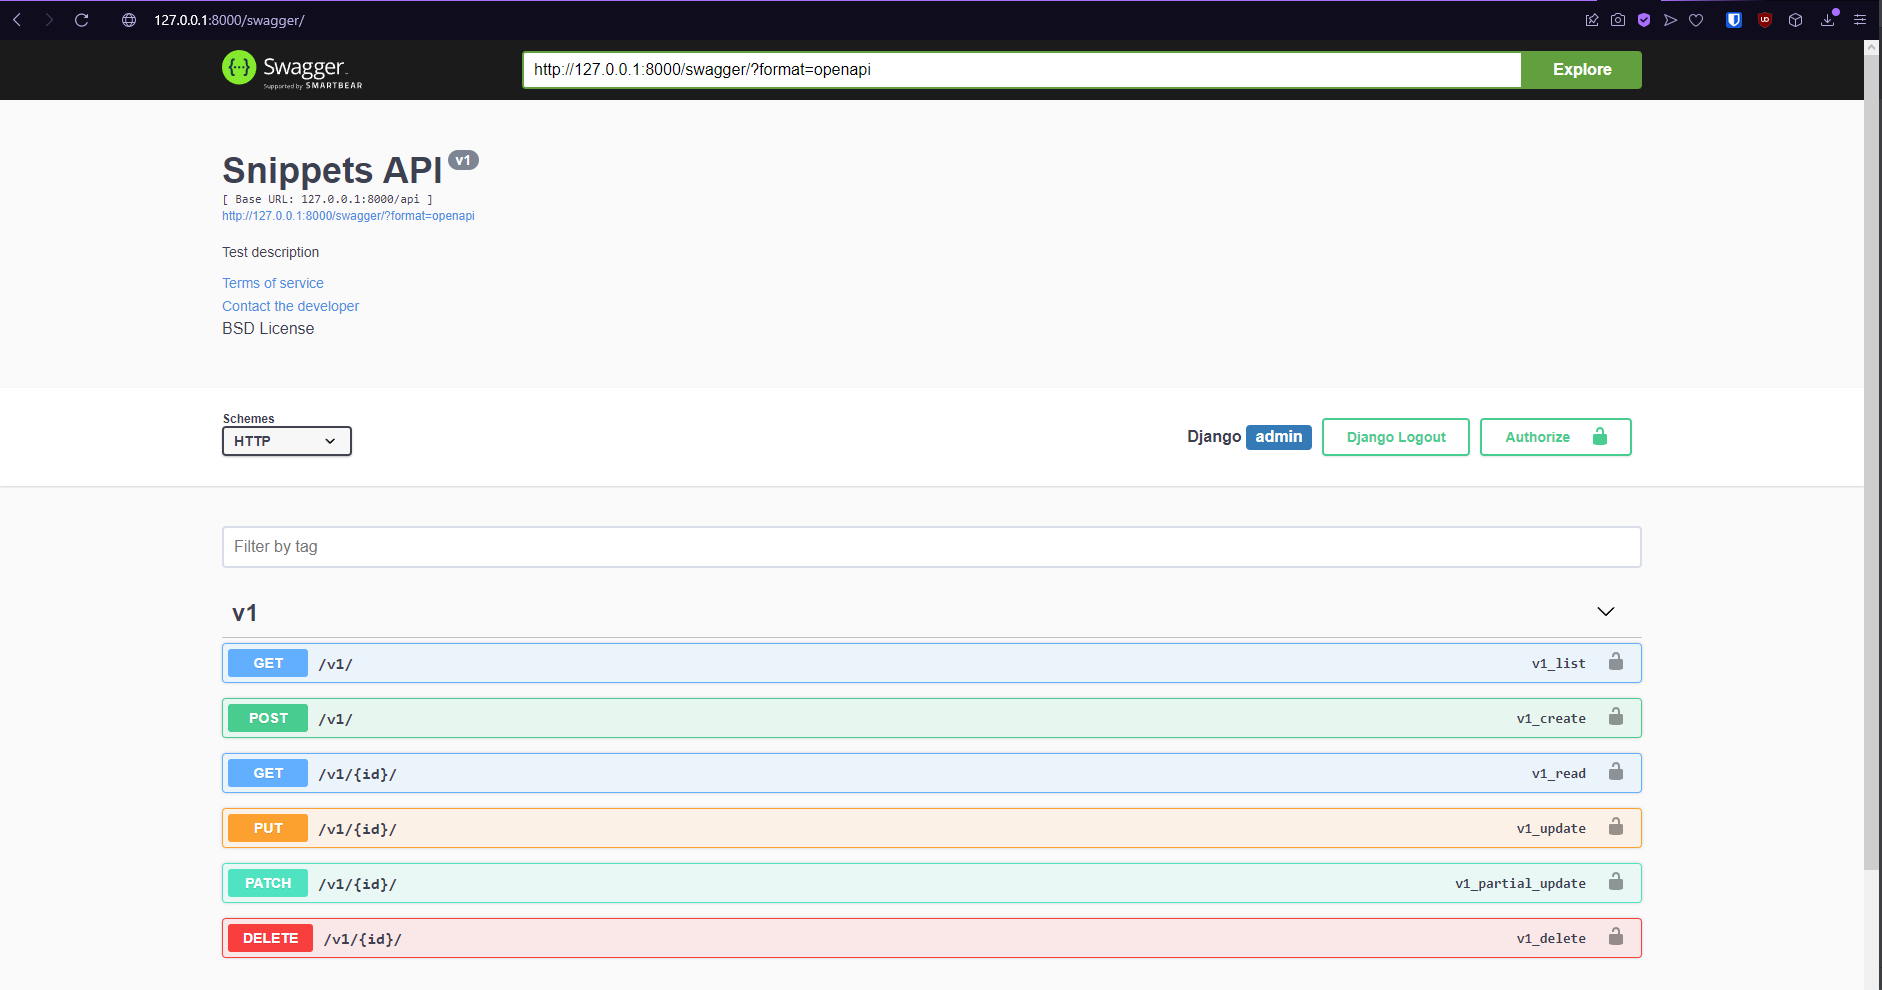 127.0.0.1:8000/swagger/
Swagger
Supported by SMARTBEAR
http://127.0.0.1:8000/swagger/?format=openapi
Explore
Snippets API v1
[ Base URL: 127.0.0.1:8000/api ]
http://127.0.0.1:8000/swagger/?format=openapi
Test description
Terms of service
Contact the developer
BSD License
Schemes
HTTP
Django admin
Django Logout
Authorize
Filter by tag
v1
GET /v1/ v1_list
POST /v1/ v1_create
GET /v1/{id}/ v1_read
PUT /v1/{id}/ v1_update
PATCH /v1/{id}/ v1_partial_update
DELETE /v1/{id}/ v1_delete